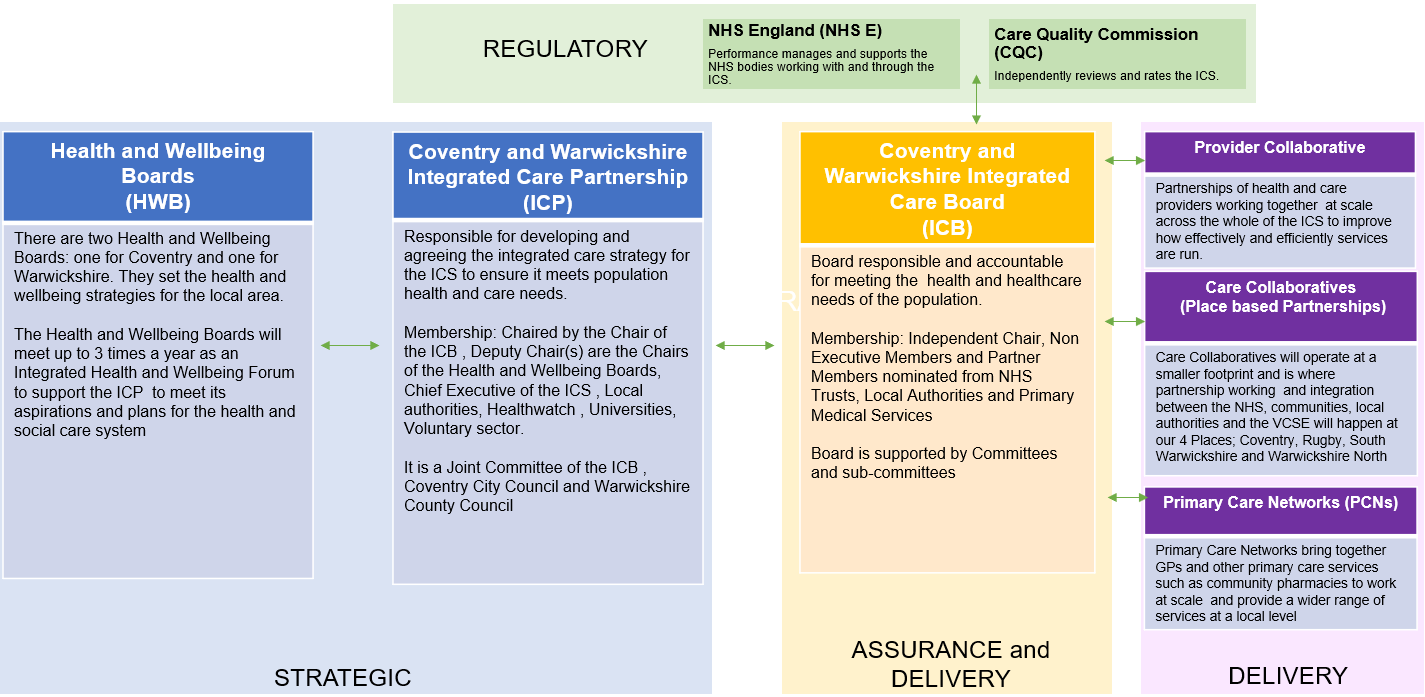 REGULATORY
NHS England (NHS E)
Performance manages and supports the
NHS bodies working with and through the
ICS.
Care Quality Commission
(CQC)
Independently reviews and rates the ICS.
Health and Wellbeing
Boards
(HWB)
There are two Health and Wellbeing
Boards: one for Coventry and one for
Warwickshire. They set the health and
wellbeing strategies for the local area.
The Health and Wellbeing Boards will
meet up to 3 times a year as an
Integrated Health and Wellbeing Forum
to support the ICP to meet its
aspirations and plans for the health and
social care system
Coventry and Warwickshire
Integrated Care Partnership
(ICP)
Responsible for developing and
agreeing the integrated care strategy for
the ICS to ensure it meets population
health and care needs.
Membership: Chaired by the Chair of
the ICB , Deputy Chair(s) are the Chairs
of the Health and Wellbeing Boards,
Chief Executive of the ICS , Local
authorities, Healthwatch , Universities,
Voluntary sector.
It is a Joint Committee of the ICB ,
Coventry City Council and Warwickshire
County Council
STRATEGIC
Coventry and
Warwickshire Integrated
Care Board
(ICB)
Board responsible and accountable
for meeting the health and healthcare
needs of the population.
Membership: Independent Chair, Non
Executive Members and Partner
Members nominated from NHS
Trusts, Local Authorities and Primary
Medical Services
Board is supported by Committees
and sub-committees
ASSURANCE and
DELIVERY
Provider Collaborative
Partnerships of health and care
providers working together at scale
across the whole of the ICS to improve
how effectively and efficiently services
are run.
Care Collaboratives
(Place based Partnerships)
Care Collaboratives will operate at a
smaller footprint and is where
partnership working and integration
between the NHS, communities, local
authorities and the VCSE will happen at
our 4 Places; Coventry, Rugby, South
Warwickshire and Warwickshire North
Primary Care Networks (PCNs)
Primary Care Networks bring together
GPs and other primary care services
such as community pharmacies to work
at scale and provide a wider range of
services at a local level
DELIVERY